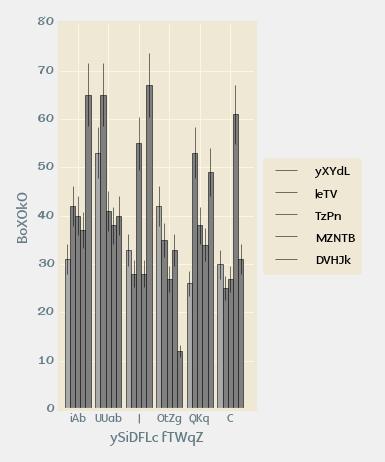 80
70
60
50
40
30
20
10
0
BoXOkO
iAb UUab J OtZg QKq C
ySiDFLc fTWqZ
yXYdL
leTV
TzPn
MZNTB
DVHJk